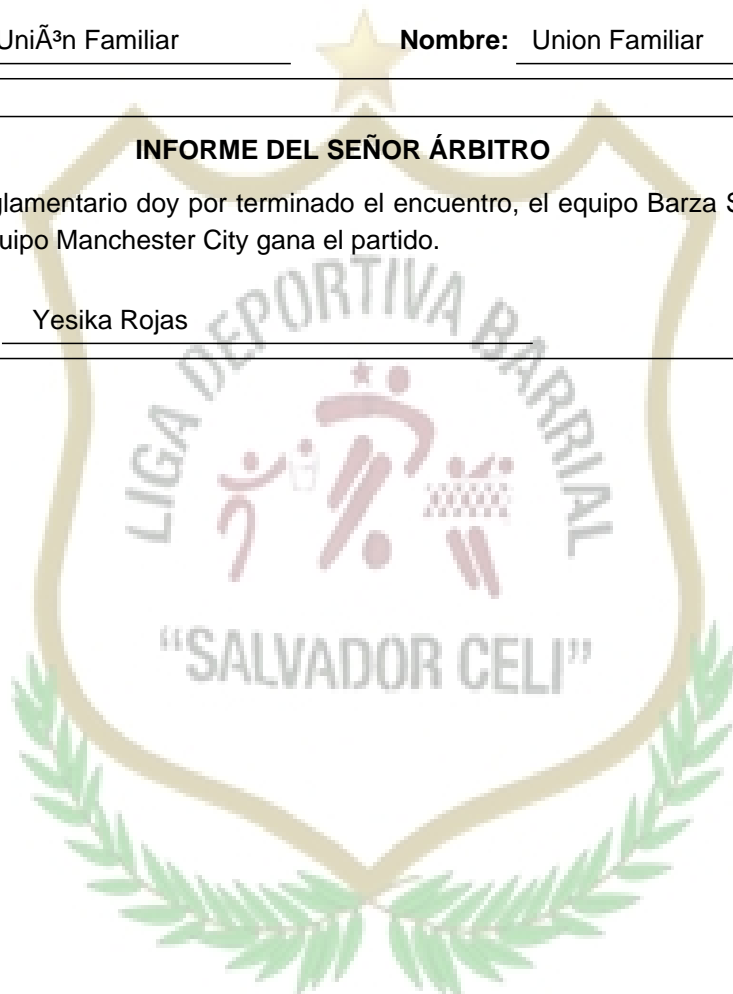 UniÃ³n Familiar Nombre: Union Familiar
INFORME DEL SEÑOR ÁRBITRO
glamentario doy por terminado el encuentro, el equipo Barza S
uipo Manchester City gana el partido.
Yesika Rojas
LIGA DEPORTIVA BARRIAL
“SALVADOR CELI”